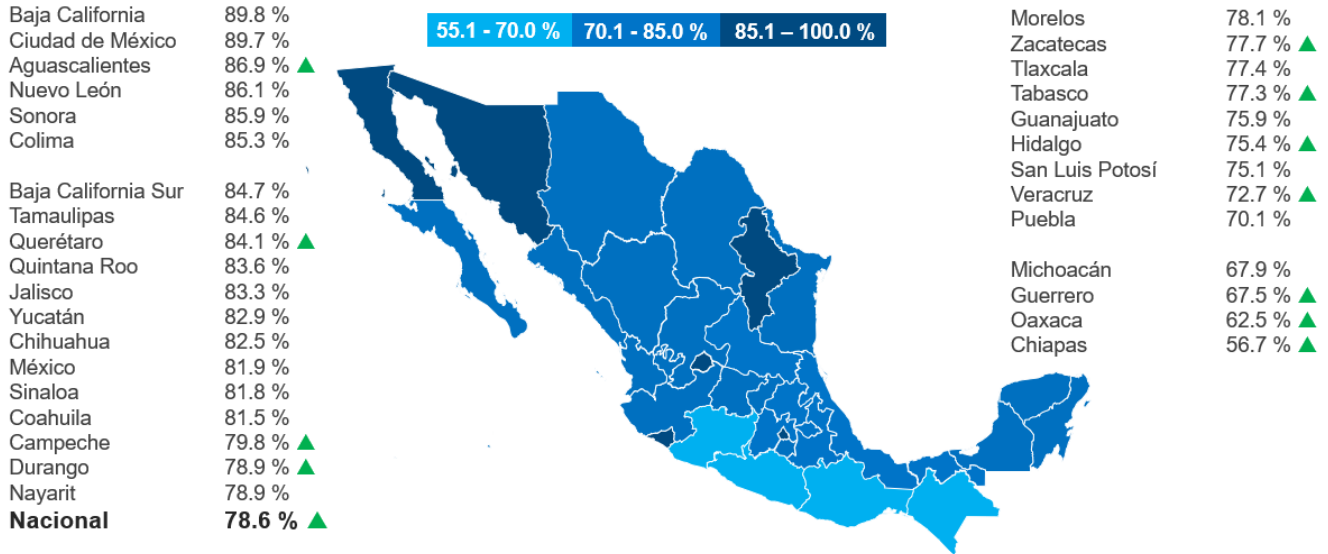 Baja California 89.8 %
Ciudad de México 89.7 %
Aguascalientes 86.9 % ▲
Nuevo León 86.1 %
Sonora 85.9 %
Colima 85.3 %
Baja California Sur 84.7 %
Tamaulipas 84.6 %
Querétaro 84.1 % ▲
Quintana Roo 83.6 %
Jalisco 83.3 %
Yucatán 82.9 %
Chihuahua 82.5 %
México 81.9 %
Sinaloa 81.8 %
Coahuila 81.5 %
Campeche 79.8 % ▲
Durango 78.9 % ▲
Nayarit 78.9 %
Nacional 78.6 % ▲
55.1 - 70.0 % 70.1 - 85.0 % 85.1 – 100.0 %
Morelos 78.1 %
Zacatecas 77.7 % ▲
Tlaxcala 77.4 %
Tabasco 77.3 % ▲
Guanajuato 75.9 %
Hidalgo 75.4 % ▲
San Luis Potosí 75.1 %
Veracruz 72.7 % ▲
Puebla 70.1 %
Michoacán 67.9 %
Guerrero 67.5 % ▲
Oaxaca 62.5 % ▲
Chiapas 56.7 % ▲